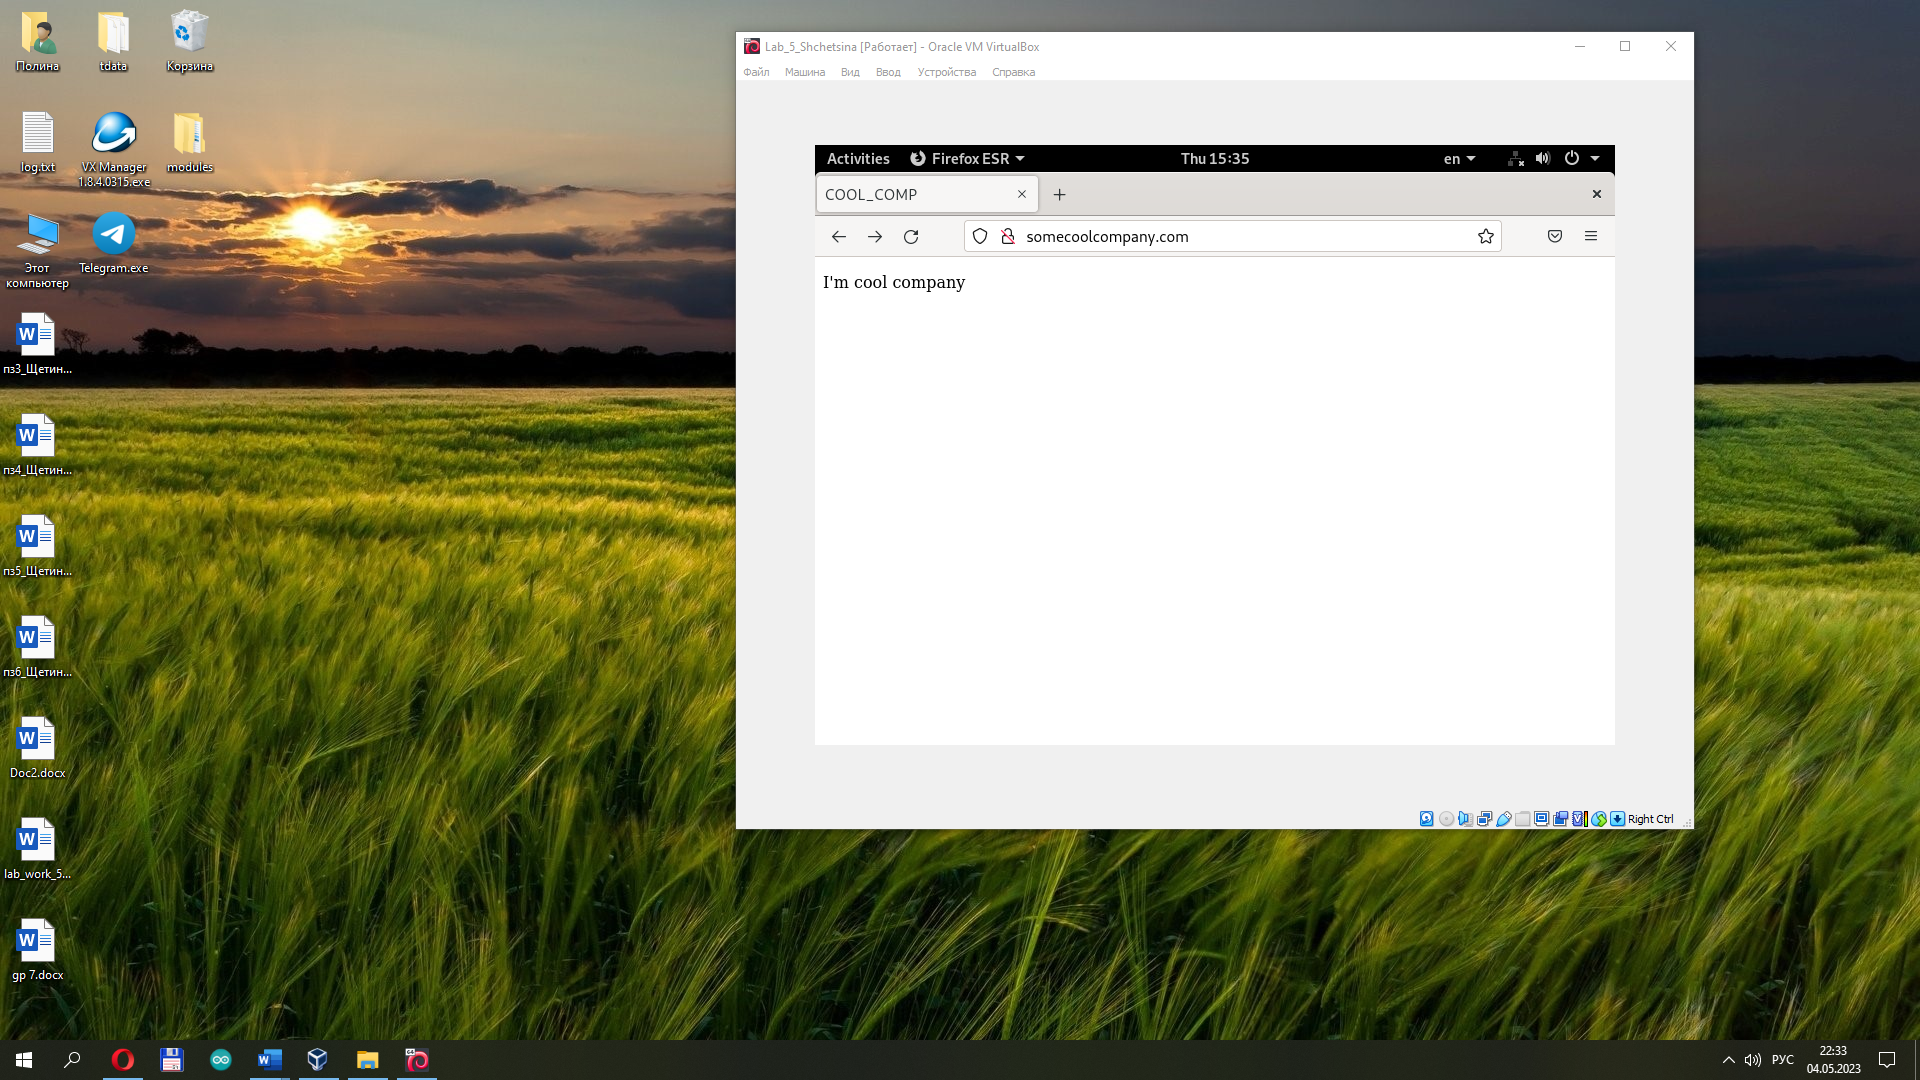 Полина
tdata
Корзина
log.txt
VX Manager
1.8.4.0315.exe
modules
Этот
компьютер
Telegram.exe
пз3_Щетин...
пз4_Щетин...
пз5_Щетин...
пз6_Щетин...
Doc2.docx
lab_work_5...
gp 7.docx
Lab_5_Shchetsina [Работает] - Oracle VM VirtualBox
Файл Машина Вид Ввод Устройства Справка
Activities Firefox ESR Thu 15:35 en
COOL_COMP
somecoolcompany.com
I'm cool company
Right Ctrl
РУС
22:33
04.05.2023